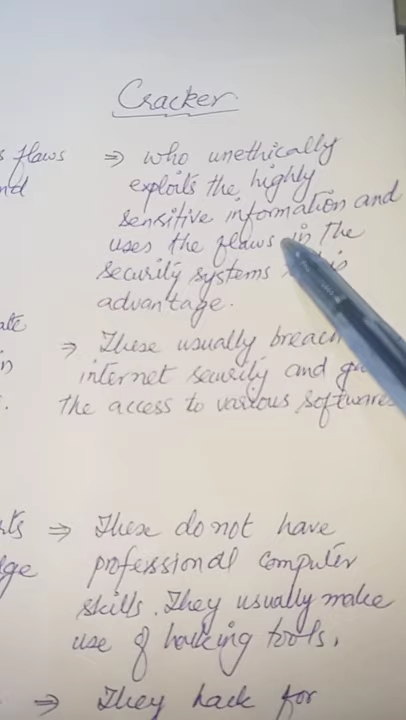 Cracker
s flaws
nd
ate
in
.
ts
ge
⇒ who unethically
exploits the highly
sensitive information and
uses the flaws in the
security systems
advantage.
⇒ These usually breach
internet security and
the access to various softwares
⇒ These do not have
professional computer
skills. They usually make
use of hacking tools,
⇒ They hack for